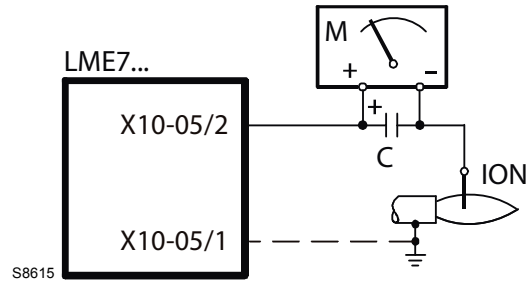 M
+ -
LME7...
X10-05/2
+
C
ION
X10-05/1
S8615